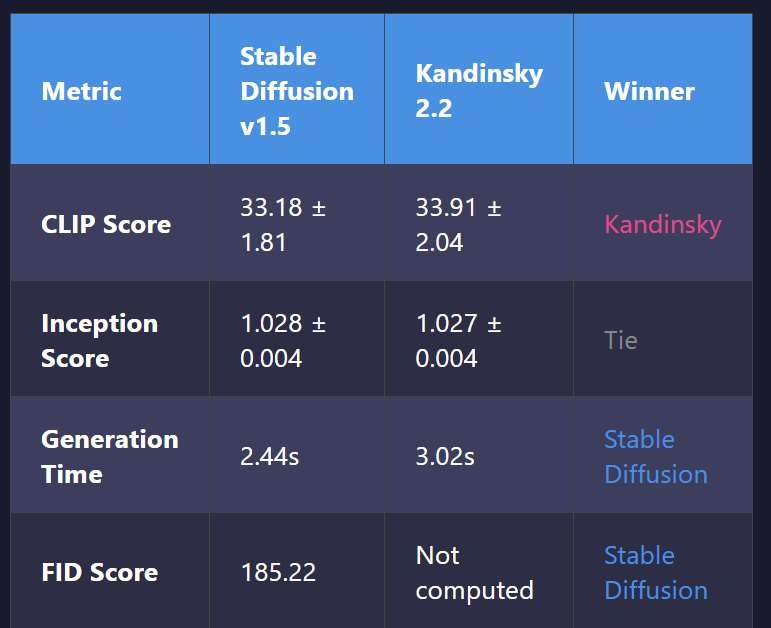 Metric
Stable
Diffusion
v1.5
Kandinsky
2.2
Winner
CLIP Score
33.18 ±
1.81
33.91 ±
2.04
Kandinsky
Inception
Score
1.028 ±
0.004
1.027 ±
0.004
Tie
Generation
Time
2.44s
3.02s
Stable
Diffusion
FID Score
185.22
Not
computed
Stable
Diffusion